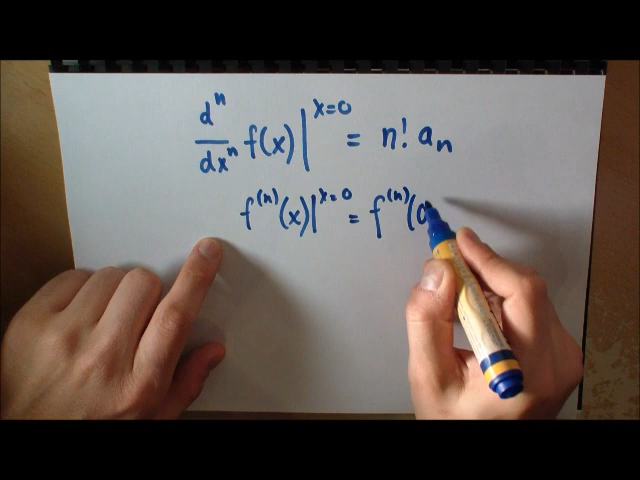 dⁿ/dxⁿ f(x)|ˣ⁼⁰ = n! aₙ
f⁽ⁿ⁾(x)|ˣ⁼⁰ = f⁽ⁿ⁾(0